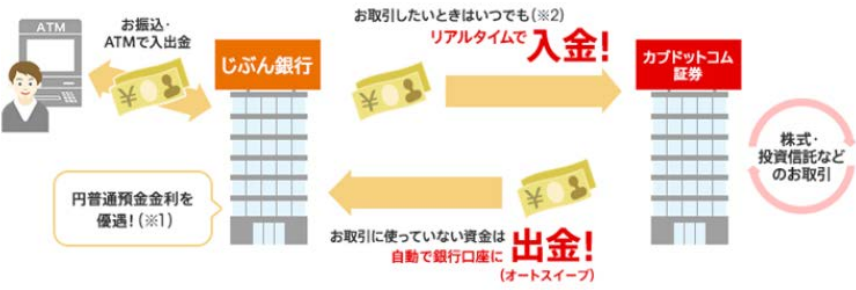 ATM
お振込・
ATMで入出金
じぶん銀行
お取引したいときはいつでも(※2)
リアルタイムで 入金!
カブドットコム
証券
¥
株式・
投資信託など
のお取引
円普通預金金利を
優遇!(※1)
¥
¥
お取引に使っていない資金は
自動で銀行口座に 出金!
(オートスイープ)